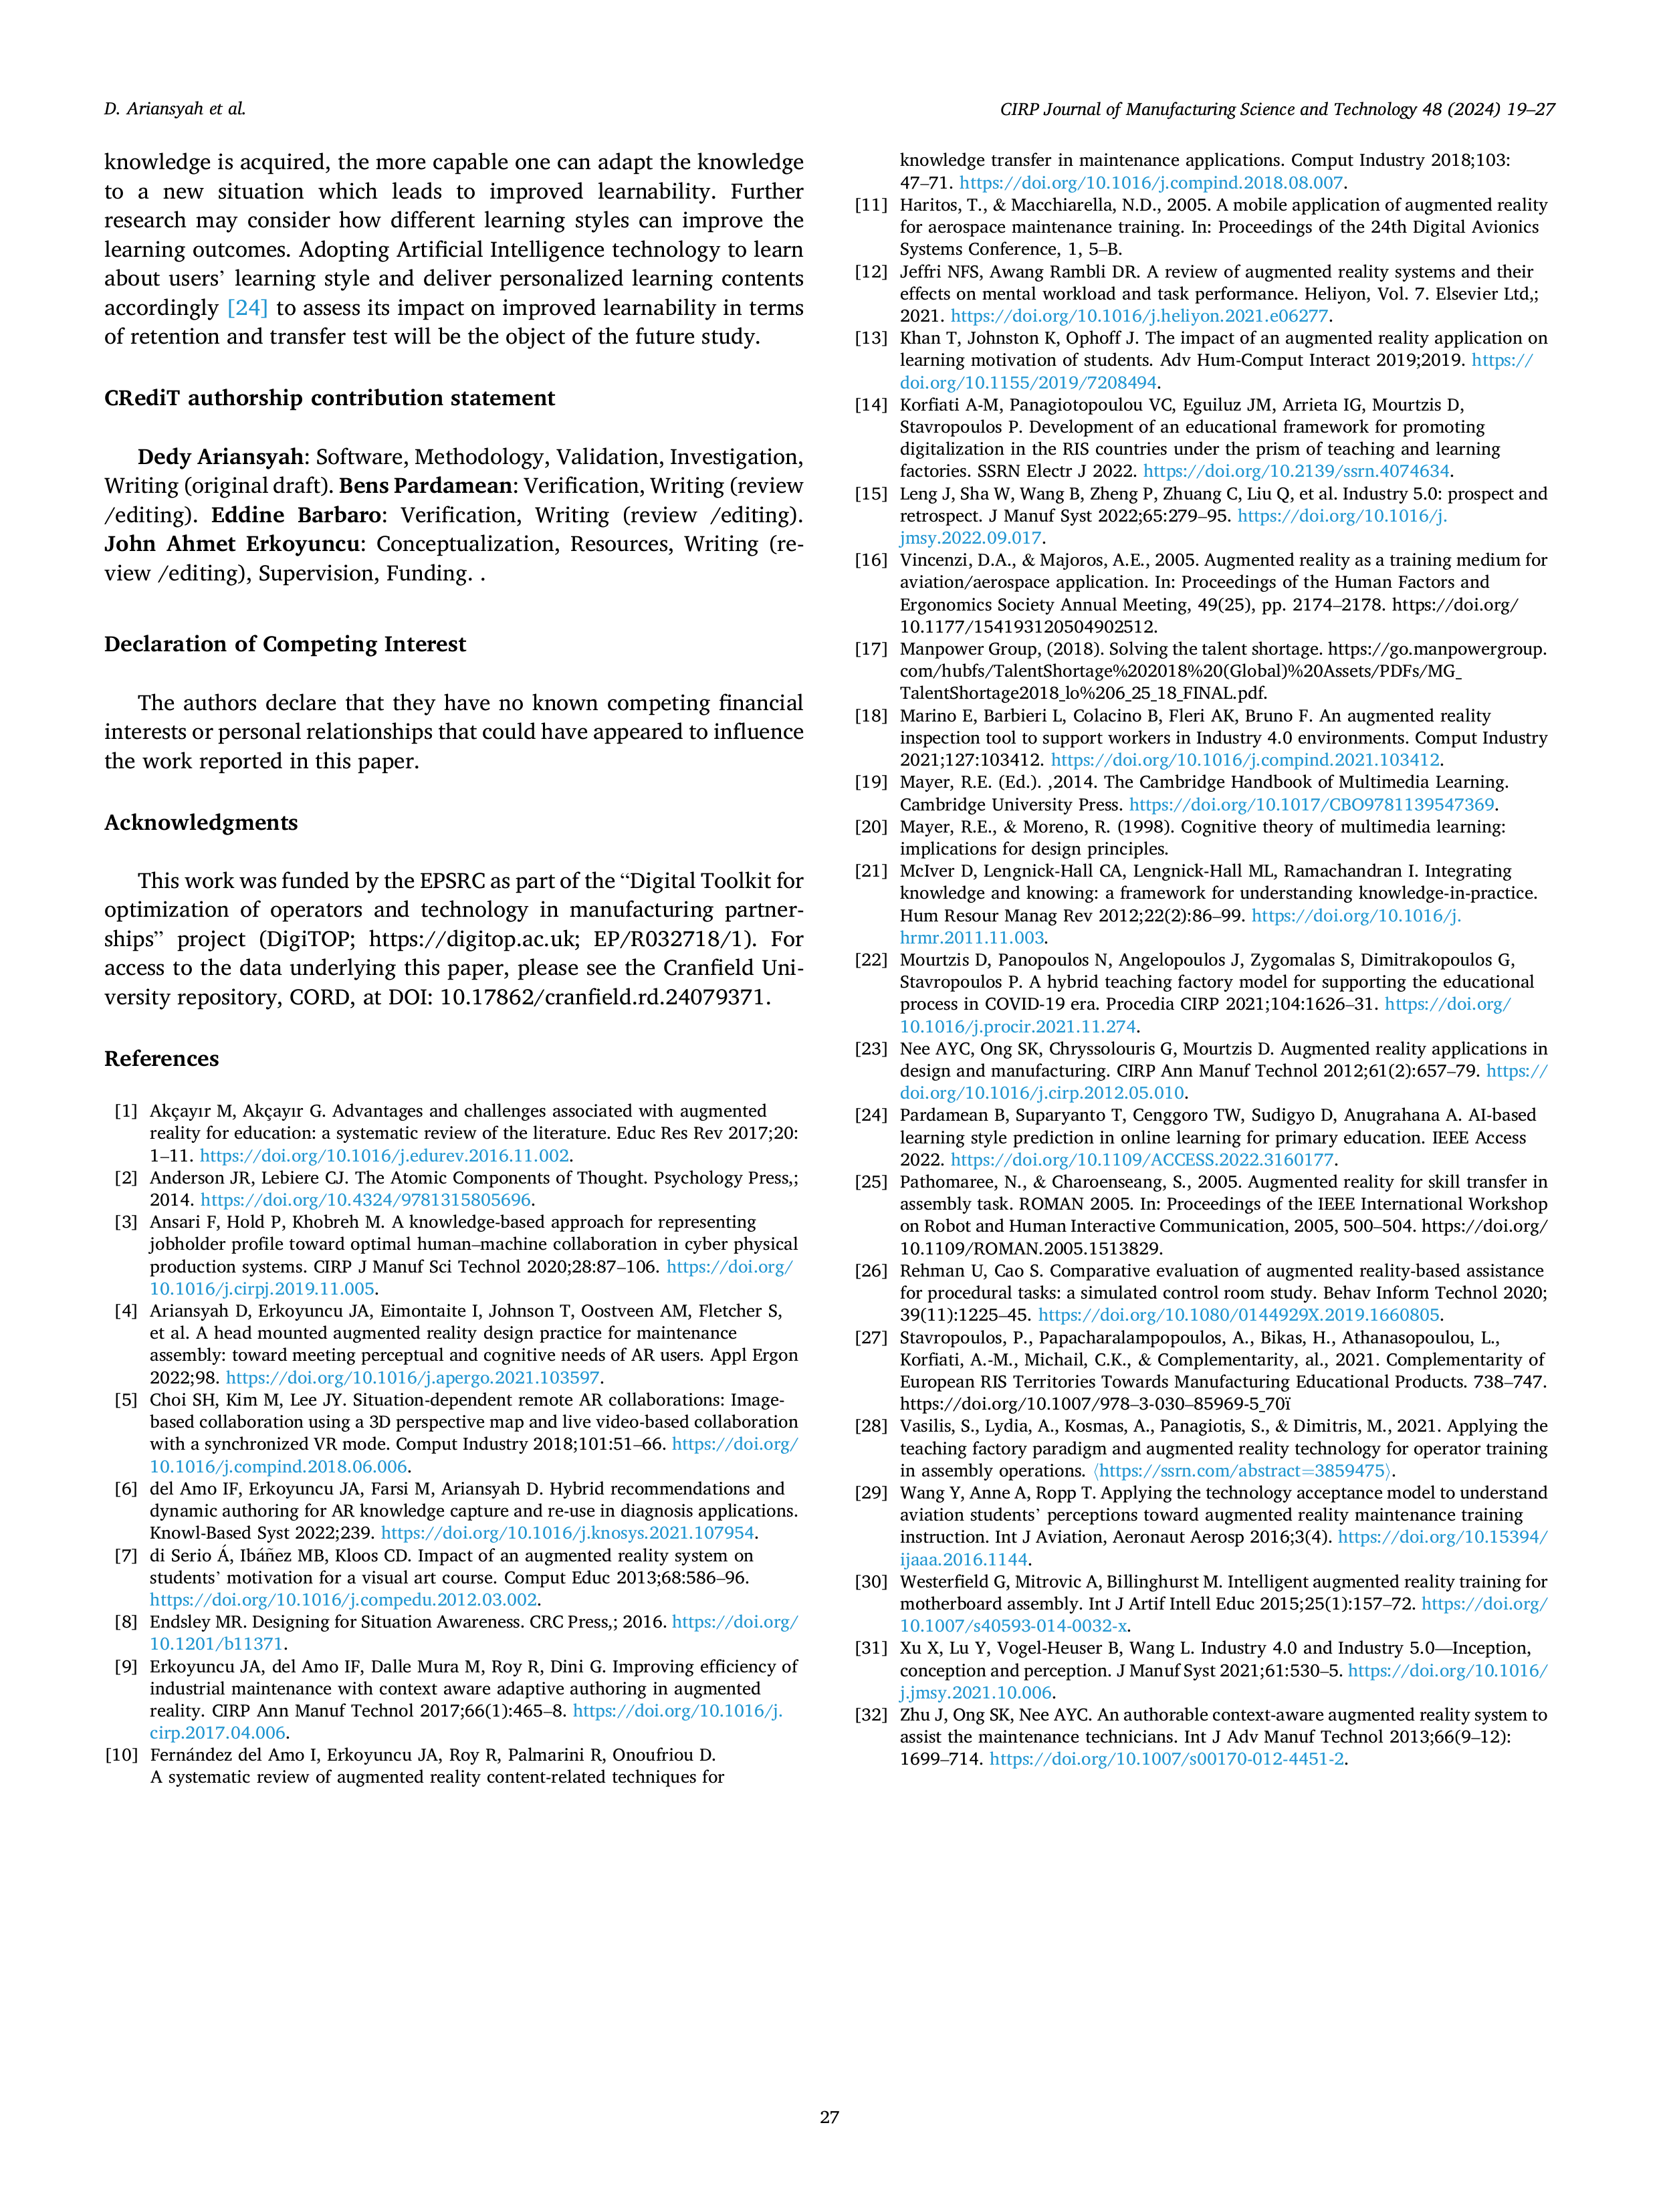 D. Ariansyah et al.
CIRP Journal of Manufacturing Science and Technology 48 (2024) 19–27
knowledge is acquired, the more capable one can adapt the knowledge
to a new situation which leads to improved learnability. Further
research may consider how different learning styles can improve the
learning outcomes. Adopting Artificial Intelligence technology to learn
about users’ learning style and deliver personalized learning contents
accordingly [24] to assess its impact on improved learnability in terms
of retention and transfer test will be the object of the future study.
CRediT authorship contribution statement
Dedy Ariansyah: Software, Methodology, Validation, Investigation,
Writing (original draft). Bens Pardamean: Verification, Writing (review
/editing). Eddine Barbaro: Verification, Writing (review /editing).
John Ahmet Erkoyuncu: Conceptualization, Resources, Writing (re-
view /editing), Supervision, Funding. .
Declaration of Competing Interest
The authors declare that they have no known competing financial
interests or personal relationships that could have appeared to influence
the work reported in this paper.
Acknowledgments
This work was funded by the EPSRC as part of the “Digital Toolkit for
optimization of operators and technology in manufacturing partner-
ships” project (DigiTOP; https://digitop.ac.uk; EP/R032718/1). For
access to the data underlying this paper, please see the Cranfield Uni-
versity repository, CORD, at DOI: 10.17862/cranfield.rd.24079371.
References
[1] Akçayır M, Akçayır G. Advantages and challenges associated with augmented
reality for education: a systematic review of the literature. Educ Res Rev 2017;20:
1–11. https://doi.org/10.1016/j.edurev.2016.11.002.
[2] Anderson JR, Lebiere CJ. The Atomic Components of Thought. Psychology Press,;
2014. https://doi.org/10.4324/9781315805696.
[3] Ansari F, Hold P, Khobreh M. A knowledge-based approach for representing
jobholder profile toward optimal human–machine collaboration in cyber physical
production systems. CIRP J Manuf Sci Technol 2020;28:87–106. https://doi.org/
10.1016/j.cirpj.2019.11.005.
[4] Ariansyah D, Erkoyuncu JA, Eimontaite I, Johnson T, Oostveen AM, Fletcher S,
et al. A head mounted augmented reality design practice for maintenance
assembly: toward meeting perceptual and cognitive needs of AR users. Appl Ergon
2022;98. https://doi.org/10.1016/j.apergo.2021.103597.
[5] Choi SH, Kim M, Lee JY. Situation-dependent remote AR collaborations: Image-
based collaboration using a 3D perspective map and live video-based collaboration
with a synchronized VR mode. Comput Industry 2018;101:51–66. https://doi.org/
10.1016/j.compind.2018.06.006.
[6] del Amo IF, Erkoyuncu JA, Farsi M, Ariansyah D. Hybrid recommendations and
dynamic authoring for AR knowledge capture and re-use in diagnosis applications.
Knowl-Based Syst 2022;239. https://doi.org/10.1016/j.knosys.2021.107954.
[7] di Serio Á, Ibáñez MB, Kloos CD. Impact of an augmented reality system on
students’ motivation for a visual art course. Comput Educ 2013;68:586–96.
https://doi.org/10.1016/j.compedu.2012.03.002.
[8] Endsley MR. Designing for Situation Awareness. CRC Press,; 2016. https://doi.org/
10.1201/b11371.
[9] Erkoyuncu JA, del Amo IF, Dalle Mura M, Roy R, Dini G. Improving efficiency of
industrial maintenance with context aware adaptive authoring in augmented
reality. CIRP Ann Manuf Technol 2017;66(1):465–8. https://doi.org/10.1016/j.
cirp.2017.04.006.
[10] Fernández del Amo I, Erkoyuncu JA, Roy R, Palmarini R, Onoufriou D.
A systematic review of augmented reality content-related techniques for
knowledge transfer in maintenance applications. Comput Industry 2018;103:
47–71. https://doi.org/10.1016/j.compind.2018.08.007.
[11] Haritos, T., & Macchiarella, N.D., 2005. A mobile application of augmented reality
for aerospace maintenance training. In: Proceedings of the 24th Digital Avionics
Systems Conference, 1, 5–B.
[12] Jeffri NFS, Awang Rambli DR. A review of augmented reality systems and their
effects on mental workload and task performance. Heliyon, Vol. 7. Elsevier Ltd,;
2021. https://doi.org/10.1016/j.heliyon.2021.e06277.
[13] Khan T, Johnston K, Ophoff J. The impact of an augmented reality application on
learning motivation of students. Adv Hum-Comput Interact 2019;2019. https://
doi.org/10.1155/2019/7208494.
[14] Korfiati A-M, Panagiotopoulou VC, Eguiluz JM, Arrieta IG, Mourtzis D,
Stavropoulos P. Development of an educational framework for promoting
digitalization in the RIS countries under the prism of teaching and learning
factories. SSRN Electr J 2022. https://doi.org/10.2139/ssrn.4074634.
[15] Leng J, Sha W, Wang B, Zheng P, Zhuang C, Liu Q, et al. Industry 5.0: prospect and
retrospect. J Manuf Syst 2022;65:279–95. https://doi.org/10.1016/j.
jmsy.2022.09.017.
[16] Vincenzi, D.A., & Majoros, A.E., 2005. Augmented reality as a training medium for
aviation/aerospace application. In: Proceedings of the Human Factors and
Ergonomics Society Annual Meeting, 49(25), pp. 2174–2178. https://doi.org/
10.1177/154193120504902512.
[17] Manpower Group, (2018). Solving the talent shortage. https://go.manpowergroup.
com/hubfs/TalentShortage%202018%20(Global)%20Assets/PDFs/MG_
TalentShortage2018_lo%206_25_18_FINAL.pdf.
[18] Marino E, Barbieri L, Colacino B, Fleri AK, Bruno F. An augmented reality
inspection tool to support workers in Industry 4.0 environments. Comput Industry
2021;127:103412. https://doi.org/10.1016/j.compind.2021.103412.
[19] Mayer, R.E. (Ed.). ,2014. The Cambridge Handbook of Multimedia Learning.
Cambridge University Press. https://doi.org/10.1017/CBO9781139547369.
[20] Mayer, R.E., & Moreno, R. (1998). Cognitive theory of multimedia learning:
implications for design principles.
[21] McIver D, Lengnick-Hall CA, Lengnick-Hall ML, Ramachandran I. Integrating
knowledge and knowing: a framework for understanding knowledge-in-practice.
Hum Resour Manag Rev 2012;22(2):86–99. https://doi.org/10.1016/j.
hrmr.2011.11.003.
[22] Mourtzis D, Panopoulos N, Angelopoulos J, Zygomalas S, Dimitrakopoulos G,
Stavropoulos P. A hybrid teaching factory model for supporting the educational
process in COVID-19 era. Procedia CIRP 2021;104:1626–31. https://doi.org/
10.1016/j.procir.2021.11.274.
[23] Nee AYC, Ong SK, Chryssolouris G, Mourtzis D. Augmented reality applications in
design and manufacturing. CIRP Ann Manuf Technol 2012;61(2):657–79. https://
doi.org/10.1016/j.cirp.2012.05.010.
[24] Pardamean B, Suparyanto T, Cenggoro TW, Sudigyo D, Anugrahana A. AI-based
learning style prediction in online learning for primary education. IEEE Access
2022. https://doi.org/10.1109/ACCESS.2022.3160177.
[25] Pathomaree, N., & Charoenseang, S., 2005. Augmented reality for skill transfer in
assembly task. ROMAN 2005. In: Proceedings of the IEEE International Workshop
on Robot and Human Interactive Communication, 2005, 500–504. https://doi.org/
10.1109/ROMAN.2005.1513829.
[26] Rehman U, Cao S. Comparative evaluation of augmented reality-based assistance
for procedural tasks: a simulated control room study. Behav Inform Technol 2020;
39(11):1225–45. https://doi.org/10.1080/0144929X.2019.1660805.
[27] Stavropoulos, P., Papacharalampopoulos, A., Bikas, H., Athanasopoulou, L.,
Korfiati, A.-M., Michail, C.K., & Complementarity, al., 2021. Complementarity of
European RIS Territories Towards Manufacturing Educational Products. 738–747.
https://doi.org/10.1007/978–3-030–85969-5_70ï
[28] Vasilis, S., Lydia, A., Kosmas, A., Panagiotis, S., & Dimitris, M., 2021. Applying the
teaching factory paradigm and augmented reality technology for operator training
in assembly operations. ⟨https://ssrn.com/abstract=3859475⟩.
[29] Wang Y, Anne A, Ropp T. Applying the technology acceptance model to understand
aviation students’ perceptions toward augmented reality maintenance training
instruction. Int J Aviation, Aeronaut Aerosp 2016;3(4). https://doi.org/10.15394/
ijaaa.2016.1144.
[30] Westerfield G, Mitrovic A, Billinghurst M. Intelligent augmented reality training for
motherboard assembly. Int J Artif Intell Educ 2015;25(1):157–72. https://doi.org/
10.1007/s40593-014-0032-x.
[31] Xu X, Lu Y, Vogel-Heuser B, Wang L. Industry 4.0 and Industry 5.0—Inception,
conception and perception. J Manuf Syst 2021;61:530–5. https://doi.org/10.1016/
j.jmsy.2021.10.006.
[32] Zhu J, Ong SK, Nee AYC. An authorable context-aware augmented reality system to
assist the maintenance technicians. Int J Adv Manuf Technol 2013;66(9–12):
1699–714. https://doi.org/10.1007/s00170-012-4451-2.
27